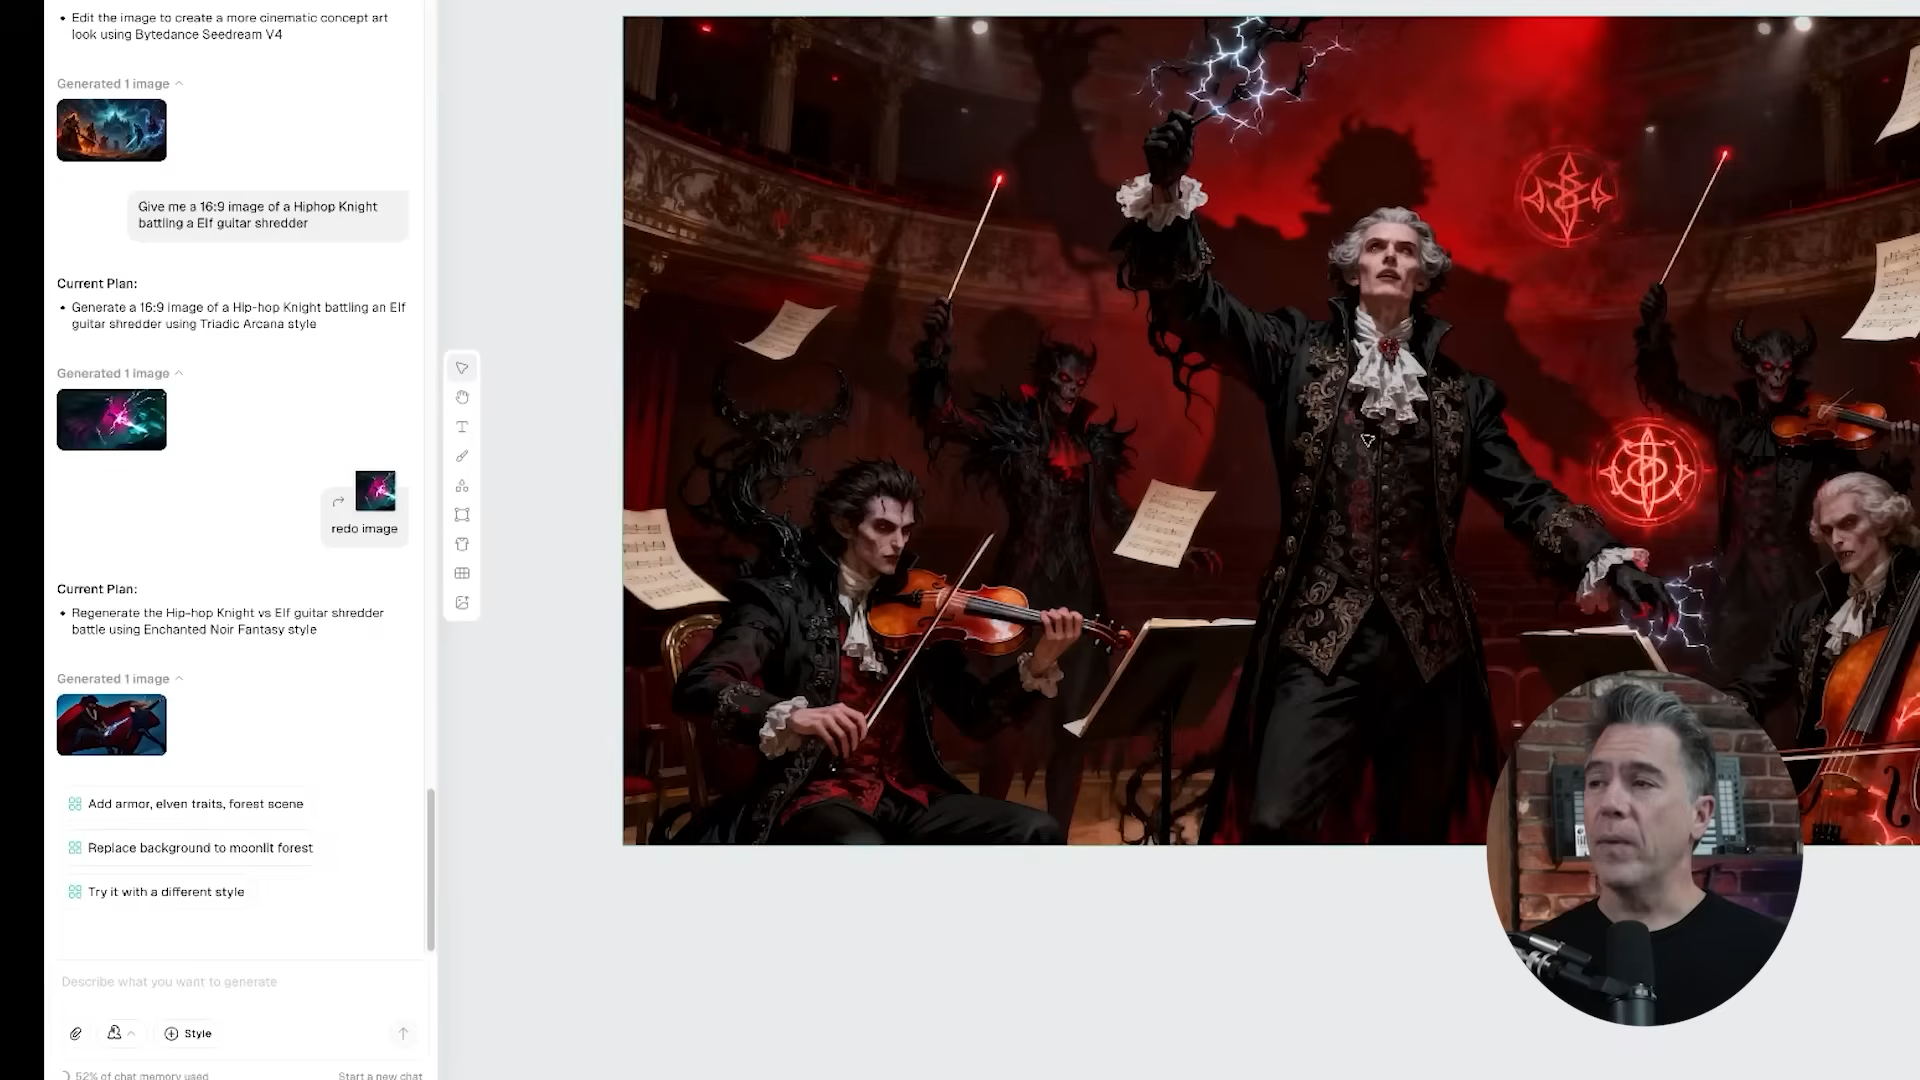 • Edit the image to create a more cinematic concept art
look using Bytedance Seedream V4
Generated 1 image
Give me a 16:9 image of a Hiphop Knight
battling a Elf guitar shredder
Current Plan:
• Generate a 16:9 image of a Hip-hop Knight battling an Elf
guitar shredder using Triadic Arcana style
Generated 1 image
redo image
Current Plan:
• Regenerate the Hip-hop Knight vs Elf guitar shredder
battle using Enchanted Noir Fantasy style
Generated 1 image
Add armor, elven traits, forest scene
Replace background to moonlit forest
Try it with a different style
Describe what you want to generate
Style
52% of chat memory used
Start a new chat